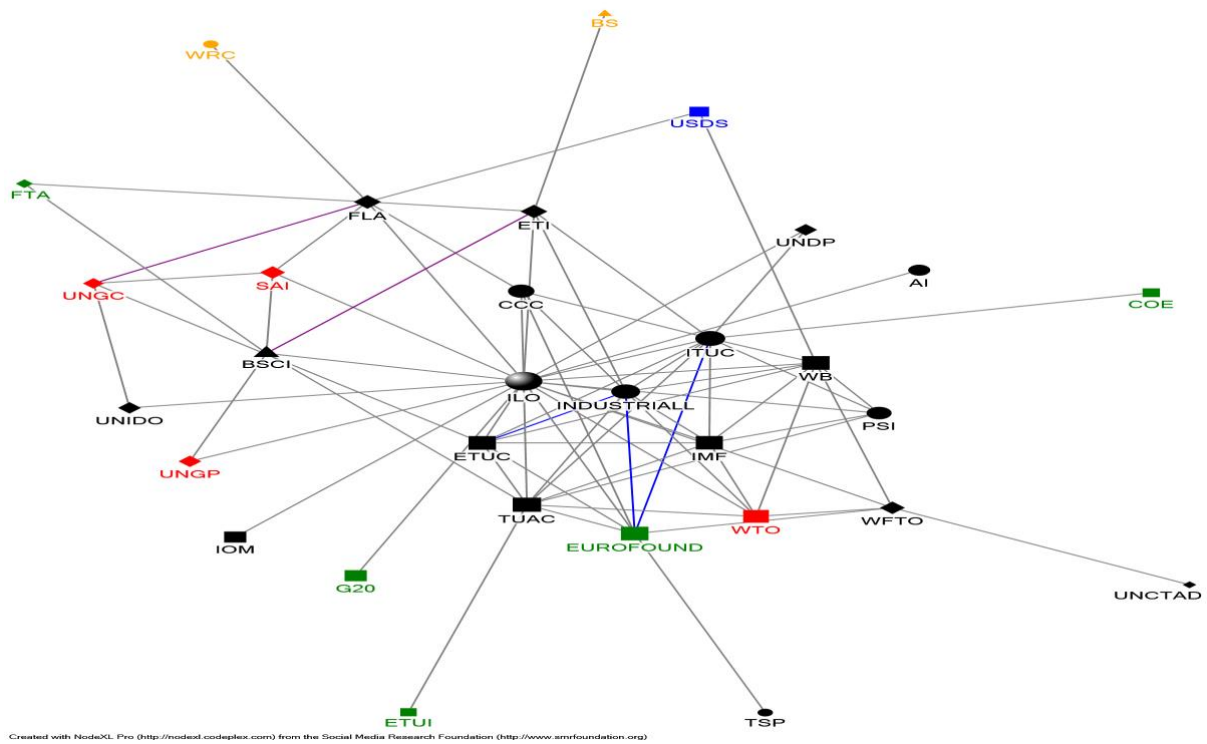 BS
WRC
USDS
FTA
FLA
ETI
UNDP
AI
SAI
UNGC
COE
CCC
ITUC
BSCI
WB
ILO
INDUSTRIALL
UNIDO
PSI
ETUC
IMF
UNGP
TUAC
WTO
WFTO
IOM
EUROFOUND
G20
UNCTAD
ETUI
TSP
Created with NodeXL Pro (http://nodexl.codeplex.com) from the Social Media Research Foundation (http://www.smrfoundation.org)